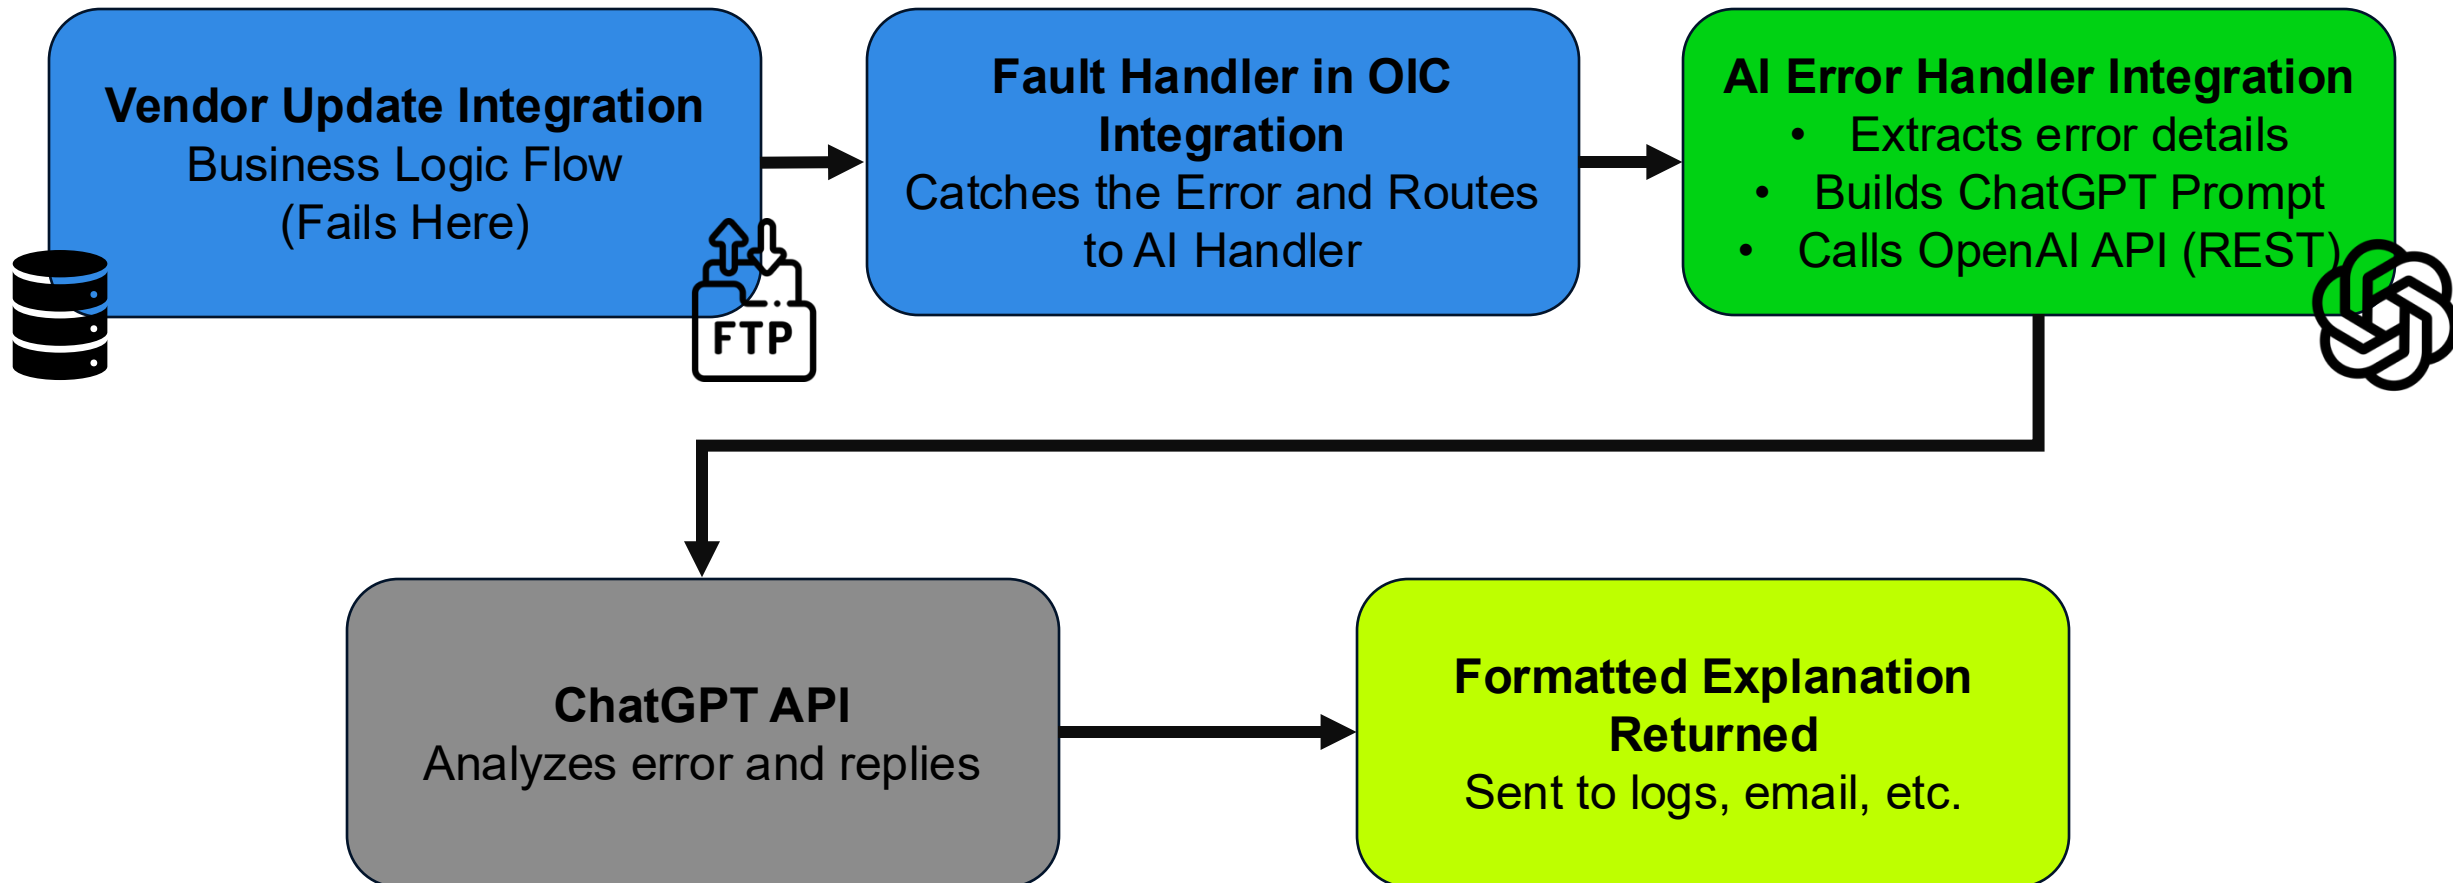 Vendor Update Integration
Business Logic Flow
(Fails Here)
FTP
Fault Handler in OIC
Integration
Catches the Error and Routes
to AI Handler
AI Error Handler Integration
• Extracts error details
• Builds ChatGPT Prompt
• Calls OpenAI API (REST)
ChatGPT API
Analyzes error and replies
Formatted Explanation
Returned
Sent to logs, email, etc.